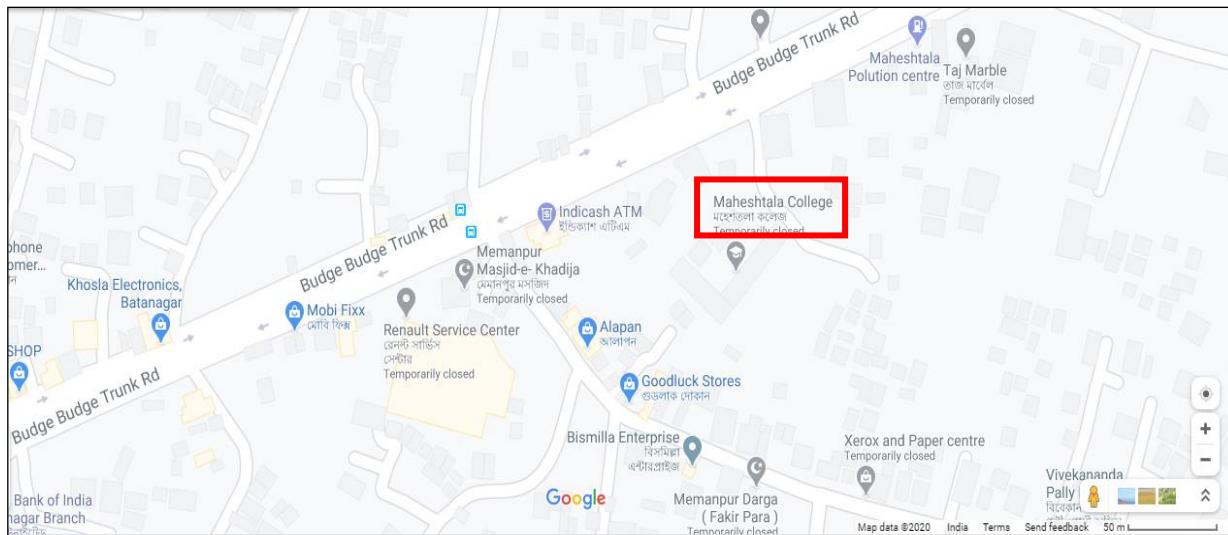 Budge Budge Trunk Rd
Maheshtala
Polution centre
Taj Marble
তাজ মার্বেল
Temporarily closed
Maheshtala College
মহেশতলা কলেজ
Temporarily closed
Indicash ATM
ইন্ডিক্যাশ এটিএম
Budge Budge Trunk Rd
Memanpur
Masjid-e- Khadija
মেমানপুর মসজিদ
Temporarily closed
phone
omer...
Khosla Electronics,
Batanagar
Mobi Fixx
মোবি ফিক্স
Renault Service Center
রেনল্ট সার্ভিস
সেন্টার
Temporarily closed
Alapan
আলাপন
SHOP
Budge Budge Trunk Rd
Goodluck Stores
গুডলাক দোকান
Bismilla Enterprise
বিসমিল্লা
এন্টারপ্রাইজ
Xerox and Paper centre
Temporarily closed
Vivekananda
Pally
Bank of India
nagar Branch
Google
Memanpur Darga
( Fakir Para )
Temporarily closed
Map data ©2020 India Terms Send feedback 50 m